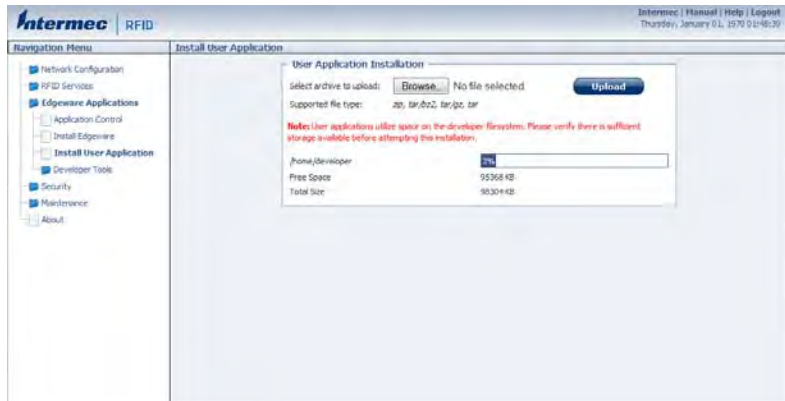 Intermec RFID
Intermec | Manual | Help | Logout
Thursday, January 01, 1970 01:48:39
Navigation Menu
Install User Application
Network Configuration
RFID Services
Edgeware Applications
Application Control
Install Edgeware
Install User Application
Developer Tools
Security
Maintenance
About
User Application Installation
Select archive to upload: Browse... No file selected. Upload
Supported file type: zip, tar.bz2, tar.gz, tar
Note: User applications utilize space on the developer filesystem. Please verify there is sufficient
storage available before attempting this installation.
/home/developer 3%
Free Space 95368 KB
Total Size 98304 KB